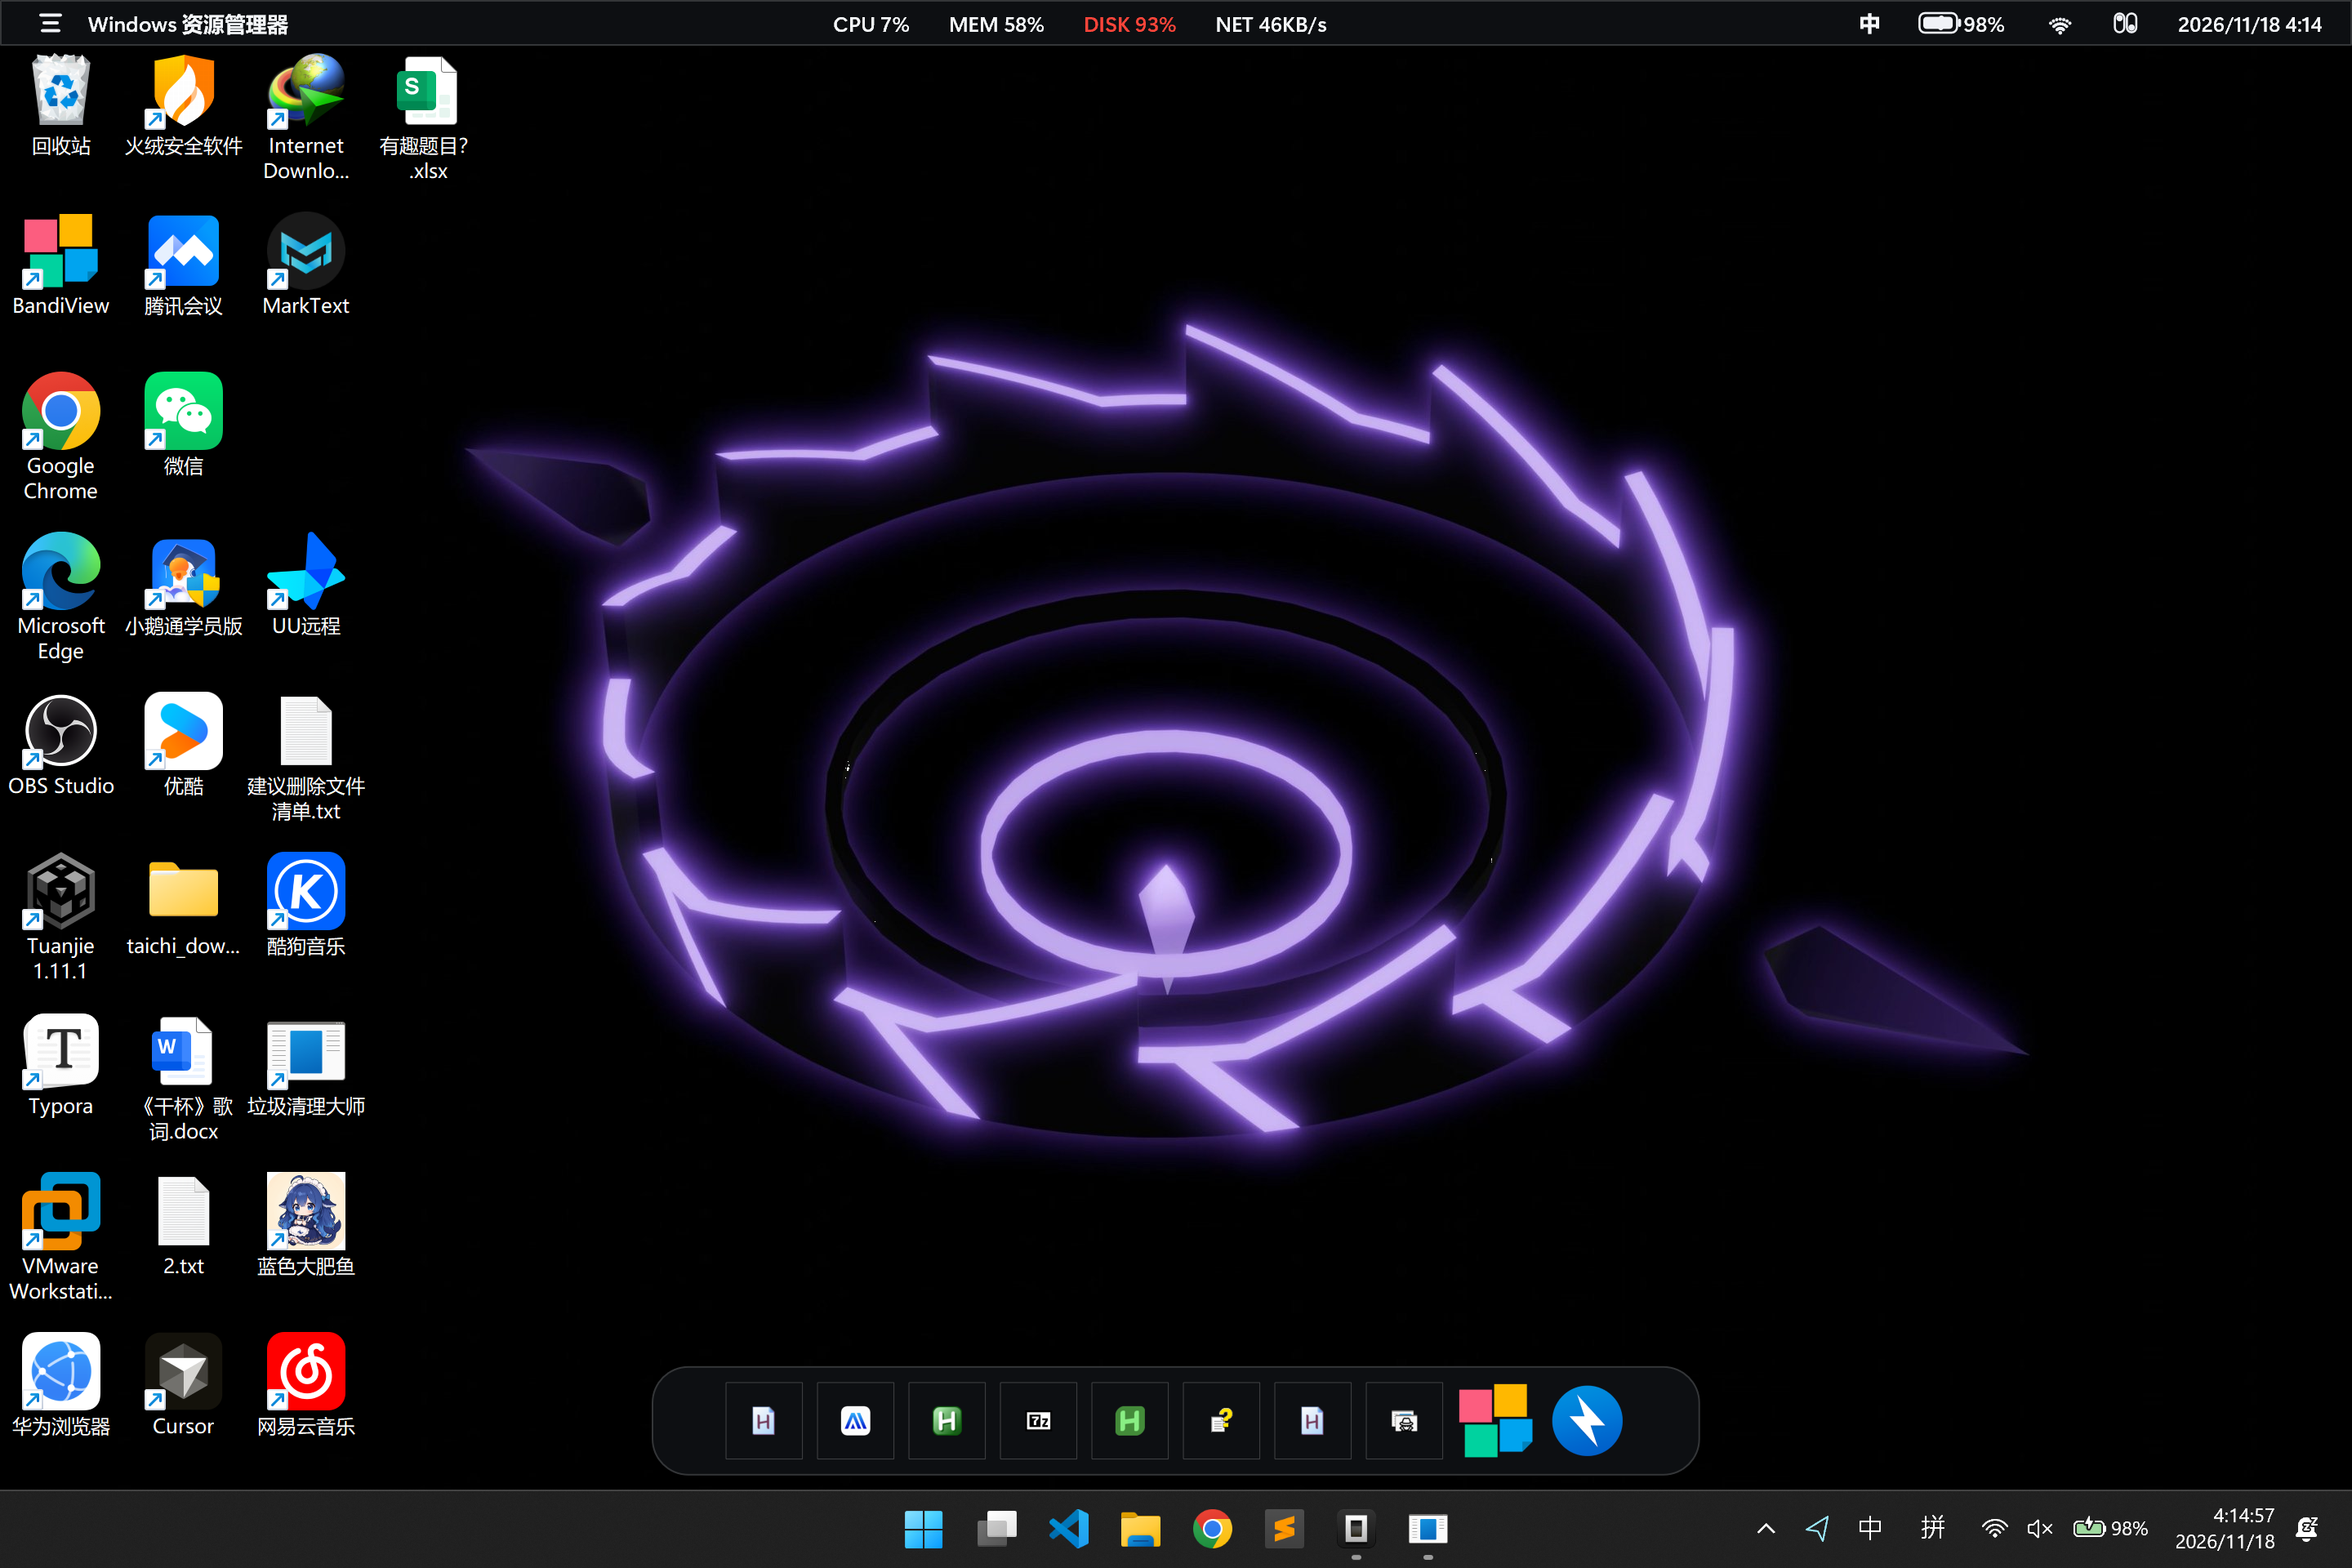 Windows 资源管理器
CPU 7% MEM 58% DISK 93% NET 46KB/s
中 98% 2026/11/18 4:14
回收站
火绒安全软件
Internet
Downlo...
S
有趣题目?
.xlsx
BandiView
腾讯会议
MarkText
Google
Chrome
微信
Microsoft
Edge
小鹅通学员版
UU远程
OBS Studio
优酷
建议删除文件
清单.txt
Tuanjie
1.11.1
taichi_dow...
K
酷狗音乐
T
Typora
W
《干杯》歌
词.docx
垃圾清理大师
VMware
Workstati...
2.txt
蓝色大肥鱼
华为浏览器
Cursor
网易云音乐
H H 7z H ? H
中 拼 98%
4:14:57
2026/11/18